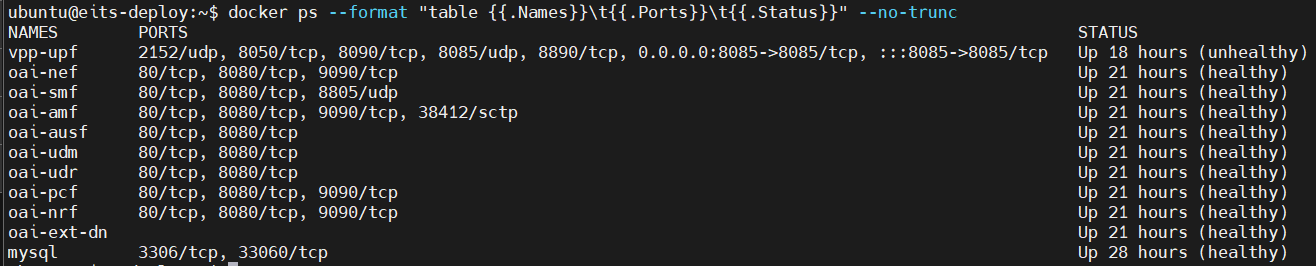 ubuntu@eits-deploy:~$ docker ps --format "table {{.Names}}\t{{.Ports}}\t{{.Status}}" --no-trunc
NAMES PORTS STATUS
vpp-upf 2152/udp, 8050/tcp, 8090/tcp, 8085/udp, 8890/tcp, 0.0.0.0:8085->8085/tcp, :::8085->8085/tcp Up 18 hours (unhealthy)
oai-nef 80/tcp, 8080/tcp, 9090/tcp Up 21 hours (healthy)
oai-smf 80/tcp, 8080/tcp, 8805/udp Up 21 hours (healthy)
oai-amf 80/tcp, 8080/tcp, 9090/tcp, 38412/sctp Up 21 hours (healthy)
oai-ausf 80/tcp, 8080/tcp Up 21 hours (healthy)
oai-udm 80/tcp, 8080/tcp Up 21 hours (healthy)
oai-udr 80/tcp, 8080/tcp Up 21 hours (healthy)
oai-pcf 80/tcp, 8080/tcp, 9090/tcp Up 21 hours (healthy)
oai-nrf 80/tcp, 8080/tcp, 9090/tcp Up 21 hours (healthy)
oai-ext-dn Up 21 hours (healthy)
mysql 3306/tcp, 33060/tcp Up 28 hours (healthy)